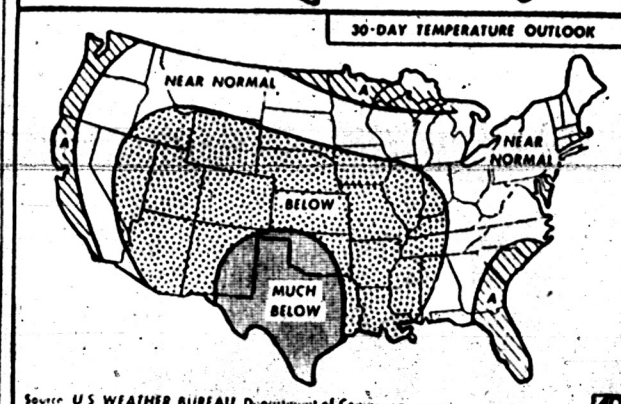 30-DAY TEMPERATURE OUTLOOK
NEAR NORMAL
A
A
NEAR
NORMAL
BELOW
MUCH
BELOW
A
Source U S WEATHER BUREAU